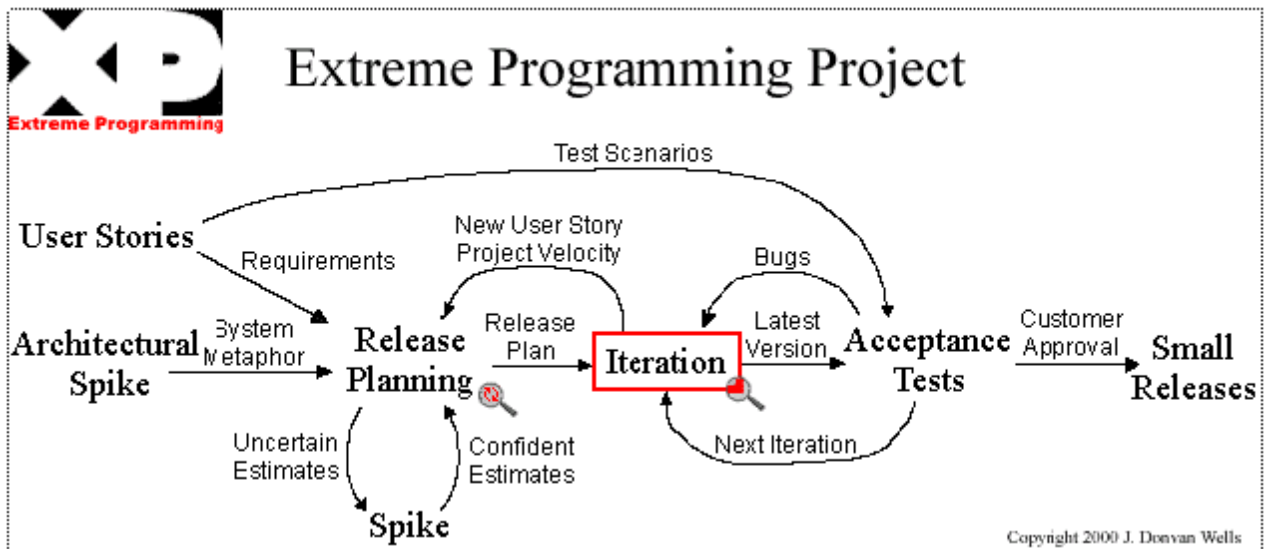 XP
Extreme Programming
Extreme Programming Project
Test Scenarios
User Stories
New User Story
Project Velocity
Bugs
Requirements
Architectural
Spike
System
Metaphor
Release
Planning
Release
Plan
Iteration
Latest
Version
Acceptance
Tests
Customer
Approval
Small
Releases
Uncertain
Estimates
Confident
Estimates
Next Iteration
Spike
Copyright 2000 J. Donvan Wells